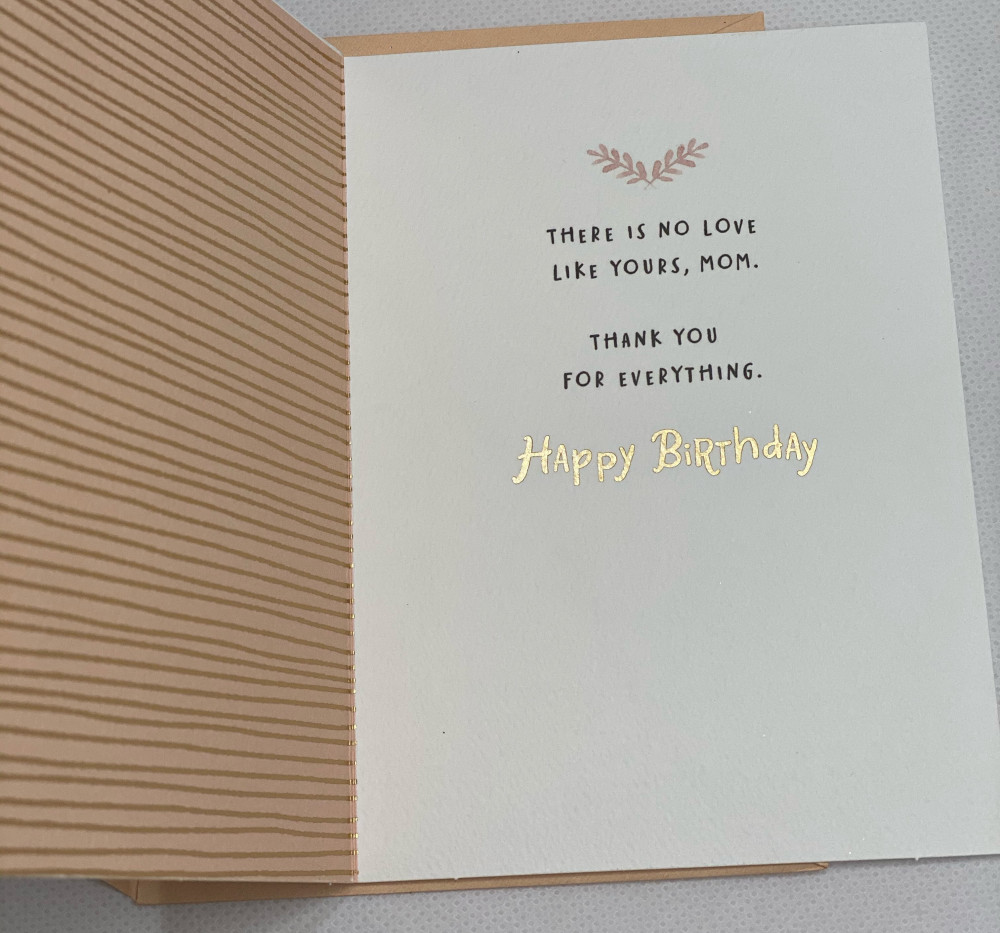 THERE IS NO LOVE
LIKE YOURS, MOM.
THANK YOU
FOR EVERYTHING.
HAppy BiRThdAy